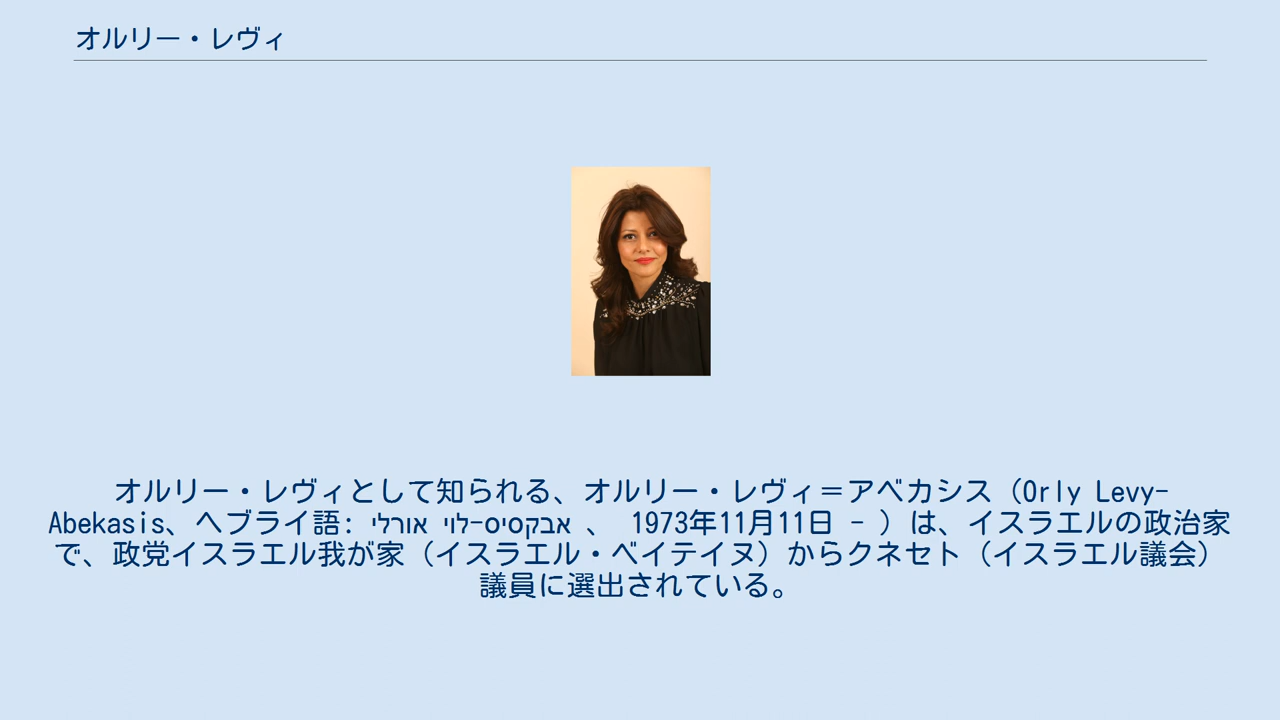 オルリー・レヴィ
オルリー・レヴィとして知られる、オルリー・レヴィ＝アベカシス（Orly Levy-
Abekasis、ヘブライ語: אורלי לוי-אבקסיס 、 1973年11月11日 - ）は、イスラエルの政治家
で、政党イスラエル我が家（イスラエル・ベイテイヌ）からクネセト（イスラエル議会）
議員に選出されている。